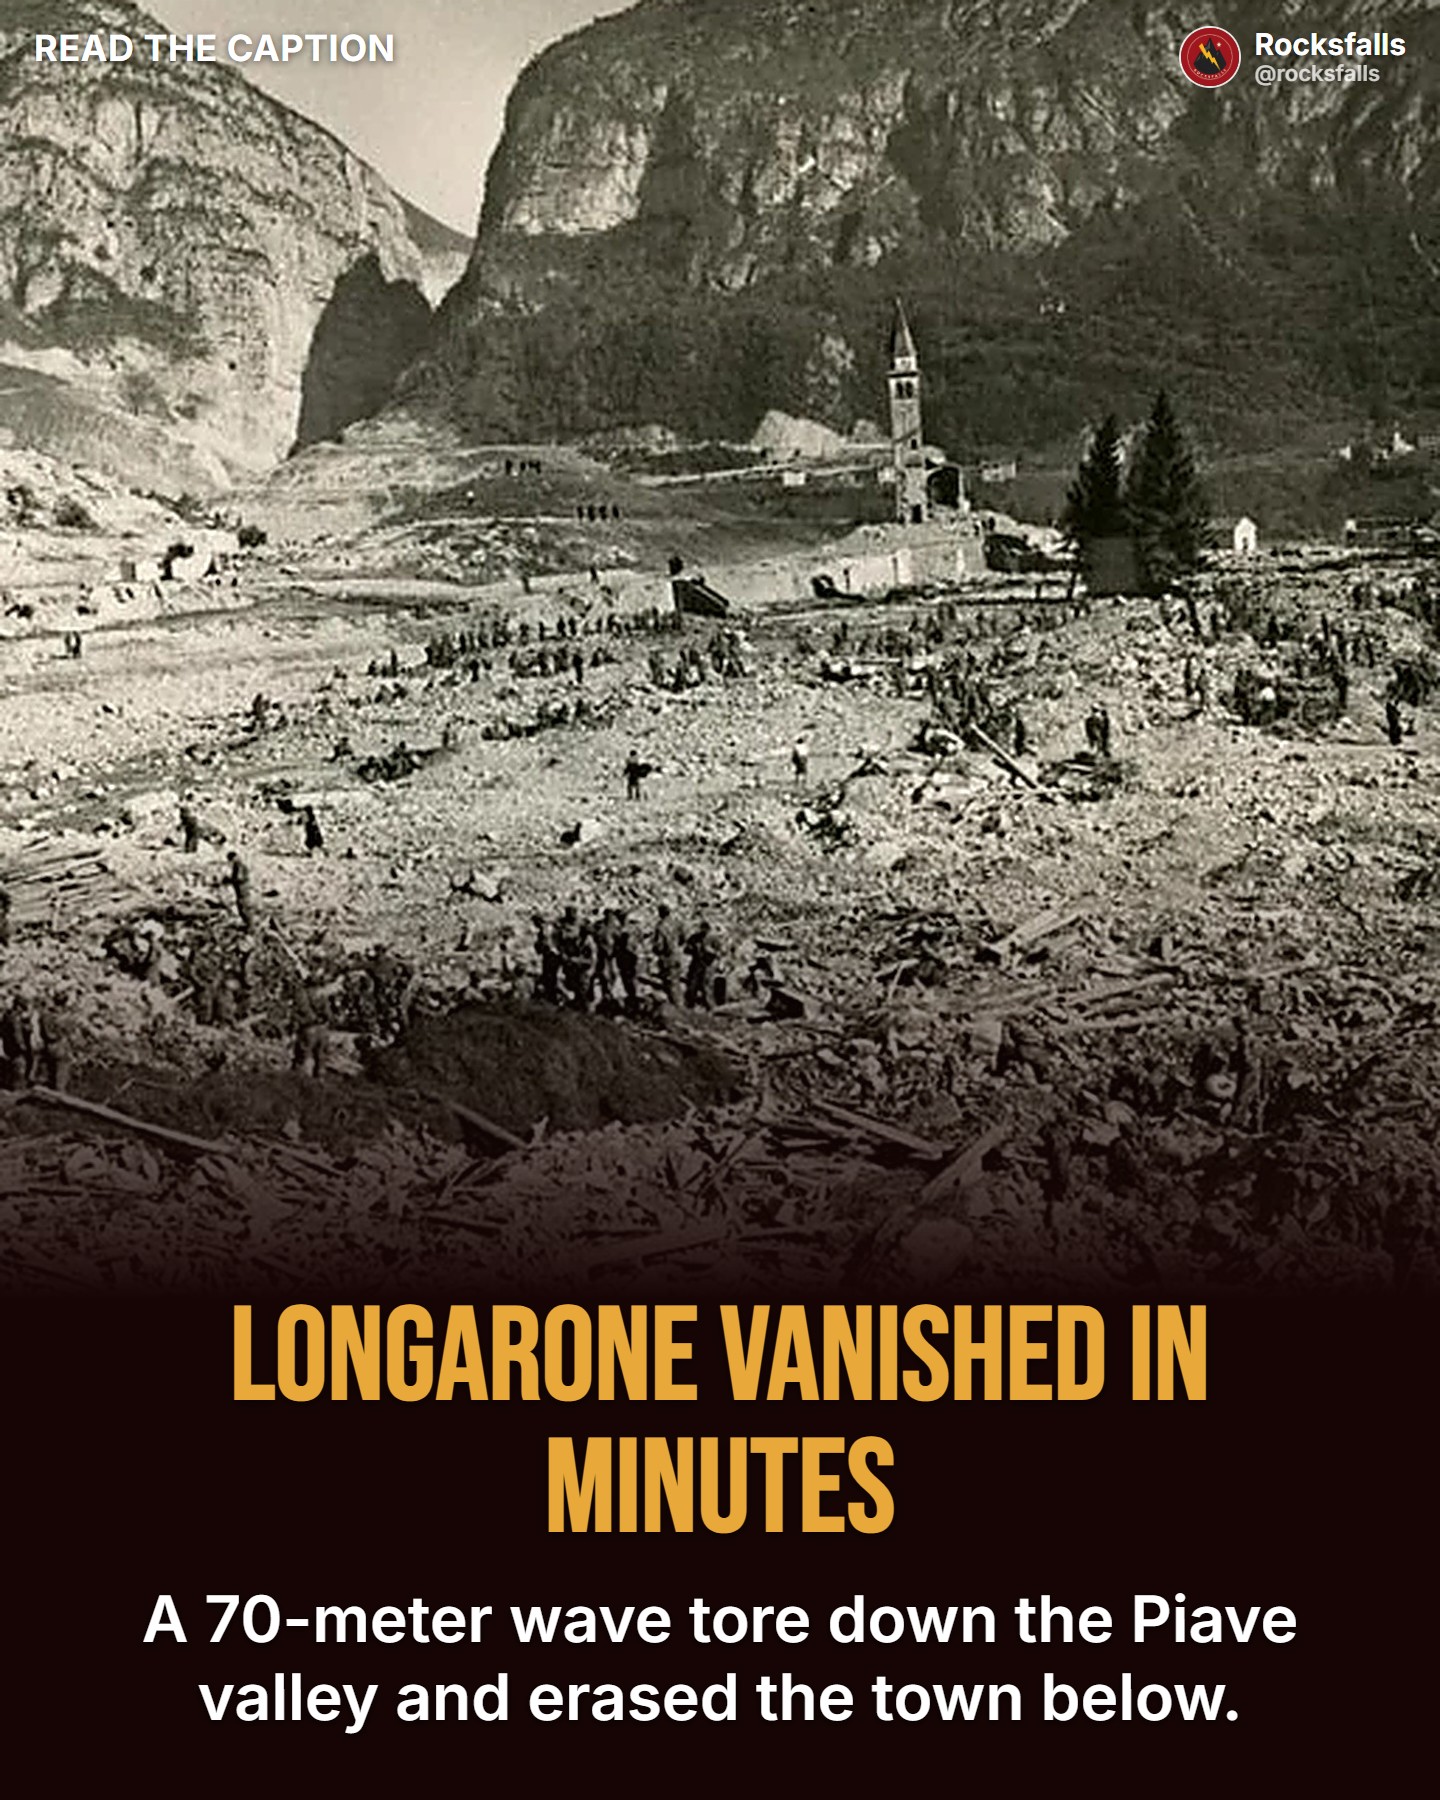 READ THE CAPTION
Rocksfalls
@rocksfalls
LONGARONE VANISHED IN
MINUTES
A 70-meter wave tore down the Piave
valley and erased the town below.